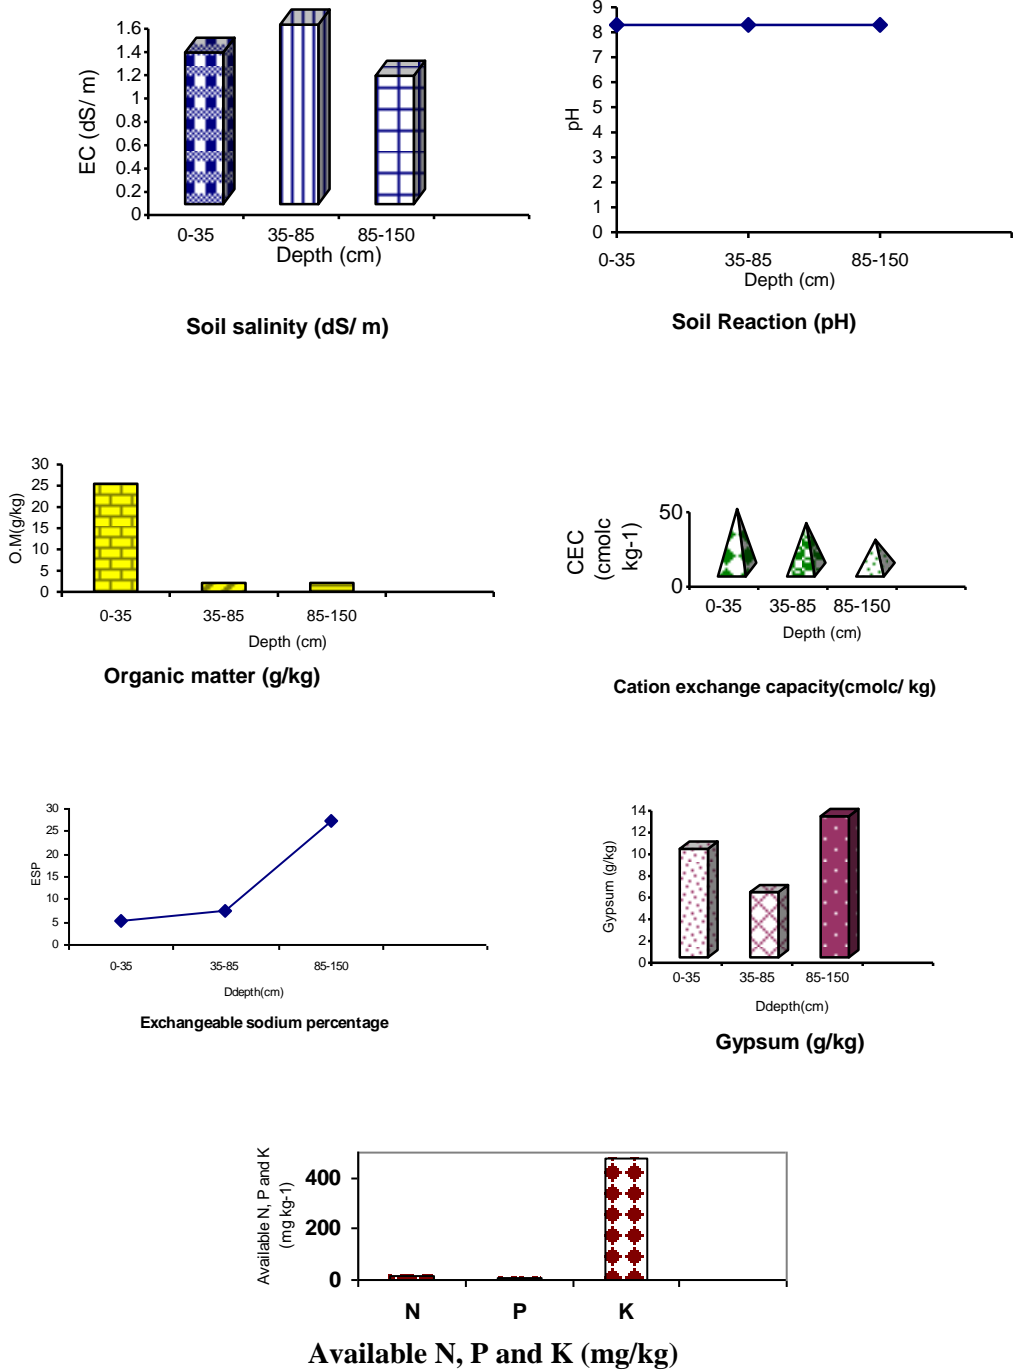 1.6
1.4
1.2
1
0.8
0.6
0.4
0.2
0
EC (dS/ m)
0-35 35-85 85-150
Depth (cm)
Soil salinity (dS/ m)
9
8
7
6
5
4
3
2
1
0
pH
0-35 35-85 85-150
Depth (cm)
Soil Reaction (pH)
30
25
20
15
10
5
0
O.M(g/kg)
0-35 35-85 85-150
Depth (cm)
Organic matter (g/kg)
50
0
CEC
(cmolc
kg-1)
0-35 35-85 85-150
Depth (cm)
Cation exchange capacity(cmolc/ kg)
30
25
20
15
10
5
0
ESP
0-35 35-85 85-150
Ddepth(cm)
Exchangeable sodium percentage
14
12
10
8
6
4
2
0
Gypsum (g/kg)
0-35 35-85 85-150
Ddepth(cm)
Gypsum (g/kg)
400
200
0
Available N, P and K
(mg kg-1)
N P K
Available N, P and K (mg/kg)